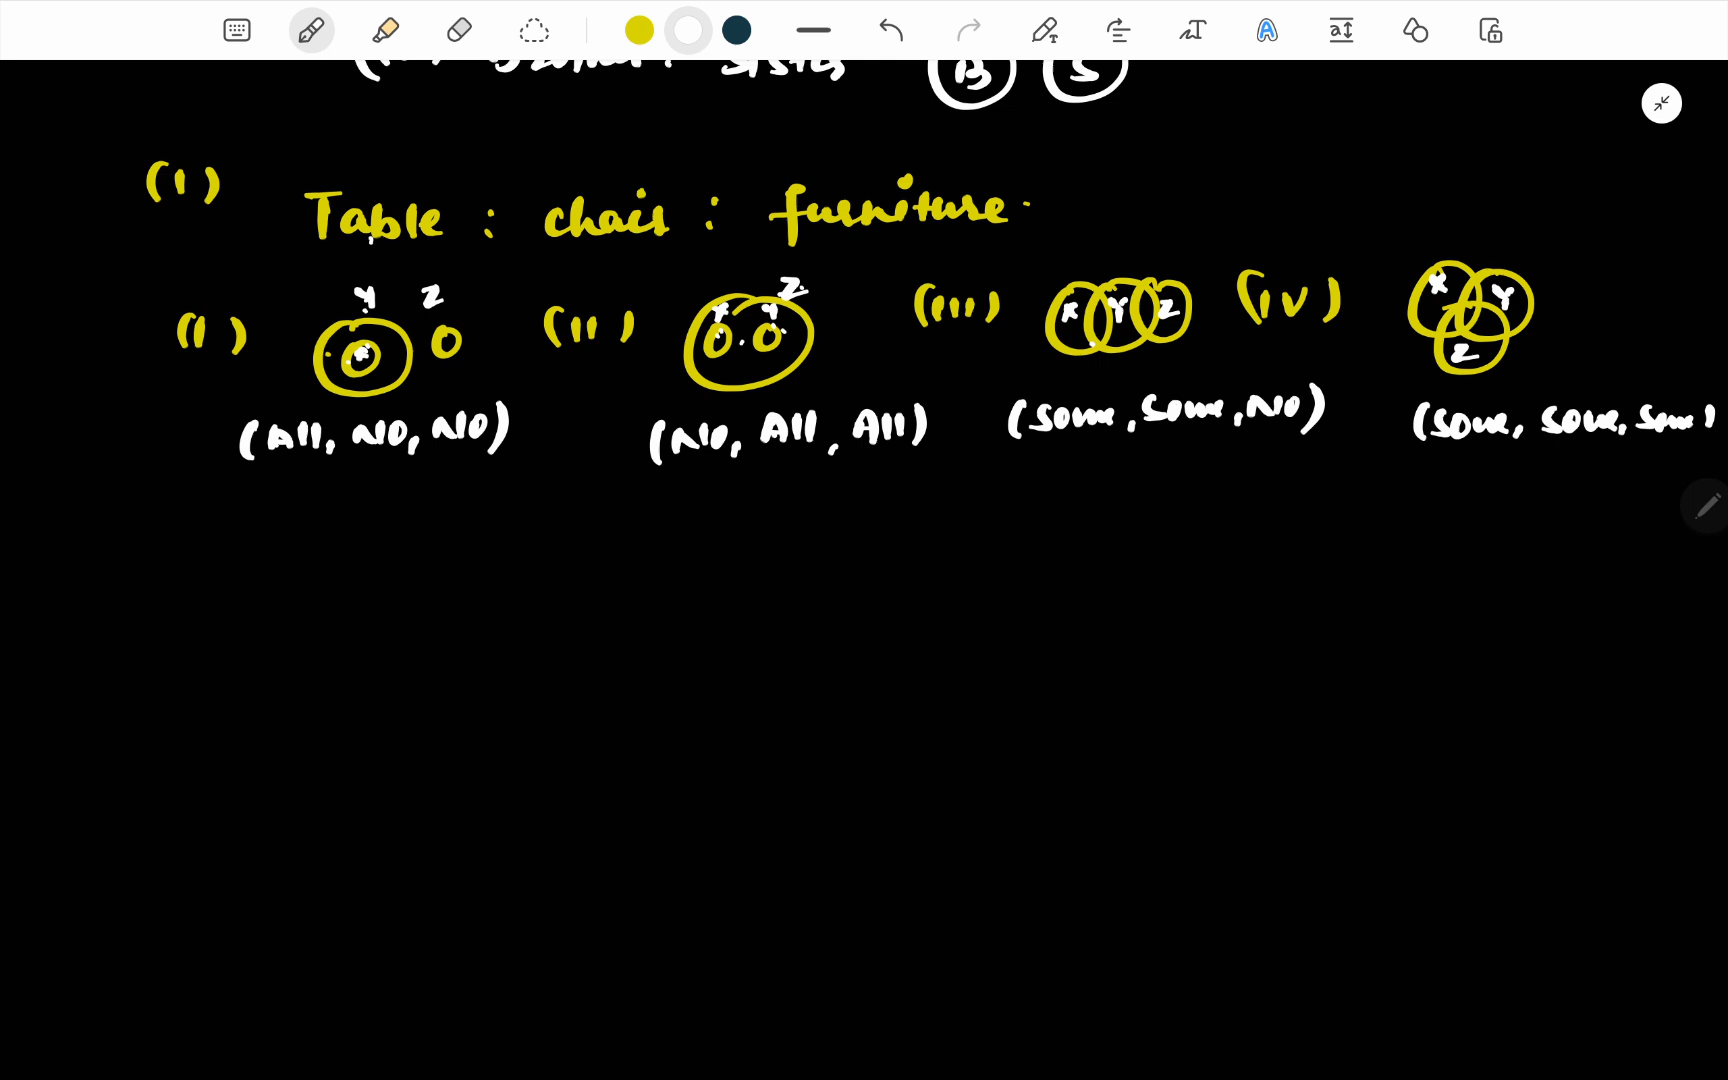 sister B S
(1) Table : chair : furniture
(i) Y Z X (ii) Z X Y (iii) X Y Z (iv) X Y Z
(All, NO, NO) (NO, All, All) (some, some, NO) (some, some, some)